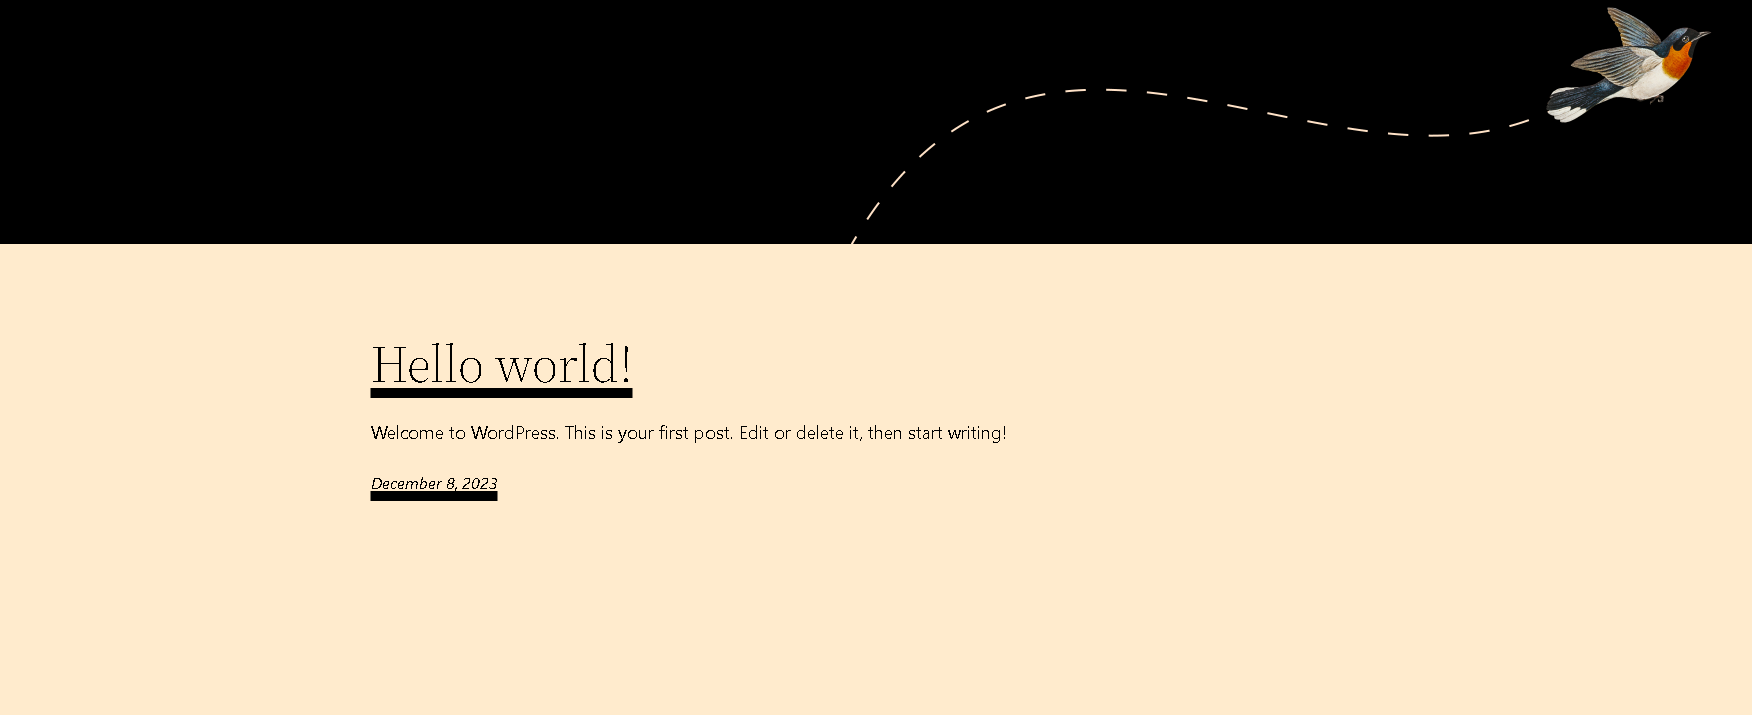 Hello world!
Welcome to WordPress. This is your first post. Edit or delete it, then start writing!
December 8, 2023